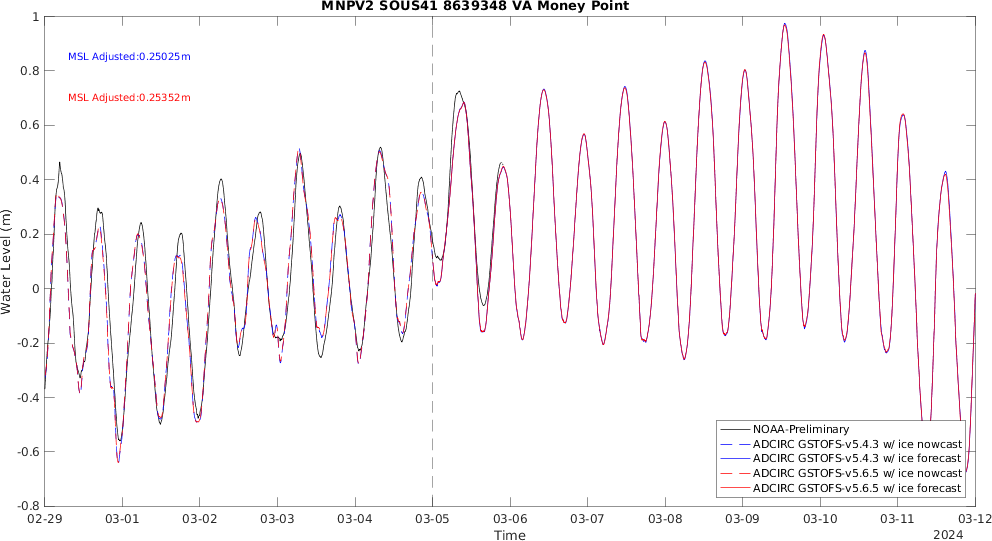 MNPV2 SOUS41 8639348 VA Money Point
MSL Adjusted:0.25025m
MSL Adjusted:0.25352m
Water Level (m)
1
0.8
0.6
0.4
0.2
0
-0.2
-0.4
-0.6
-0.8
NOAA-Preliminary
ADCIRC GSTOFS-v5.4.3 w/ ice nowcast
ADCIRC GSTOFS-v5.4.3 w/ ice forecast
ADCIRC GSTOFS-v5.6.5 w/ ice nowcast
ADCIRC GSTOFS-v5.6.5 w/ ice forecast
02-29 03-01 03-02 03-03 03-04 03-05 03-06 03-07 03-08 03-09 03-10 03-11 03-12
Time
2024